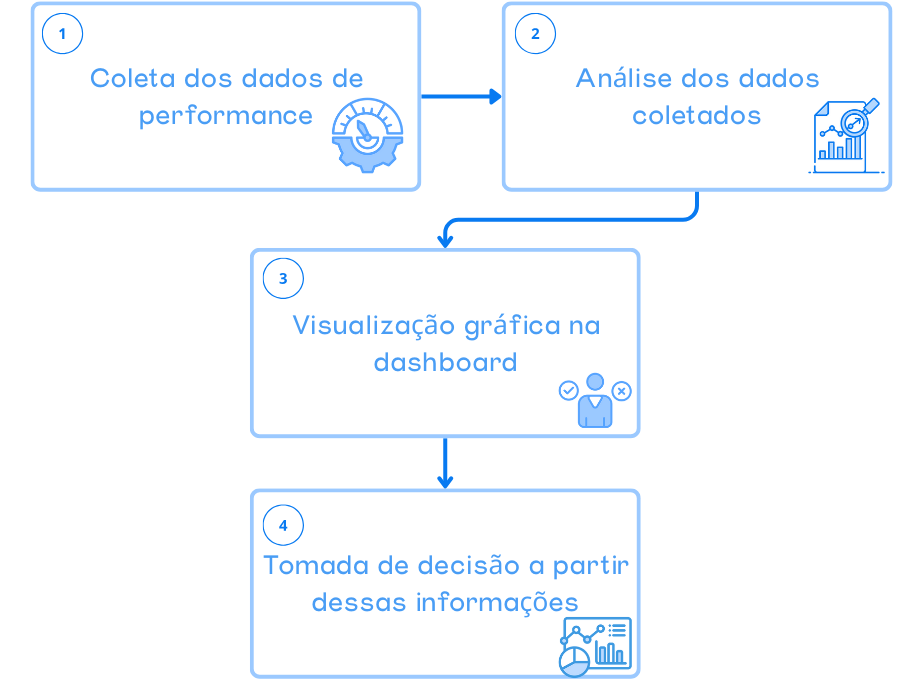 1
Coleta dos dados de
performance
2
Análise dos dados
coletados
3
Visualização gráfica na
dashboard
4
Tomada de decisão a partir
dessas informações